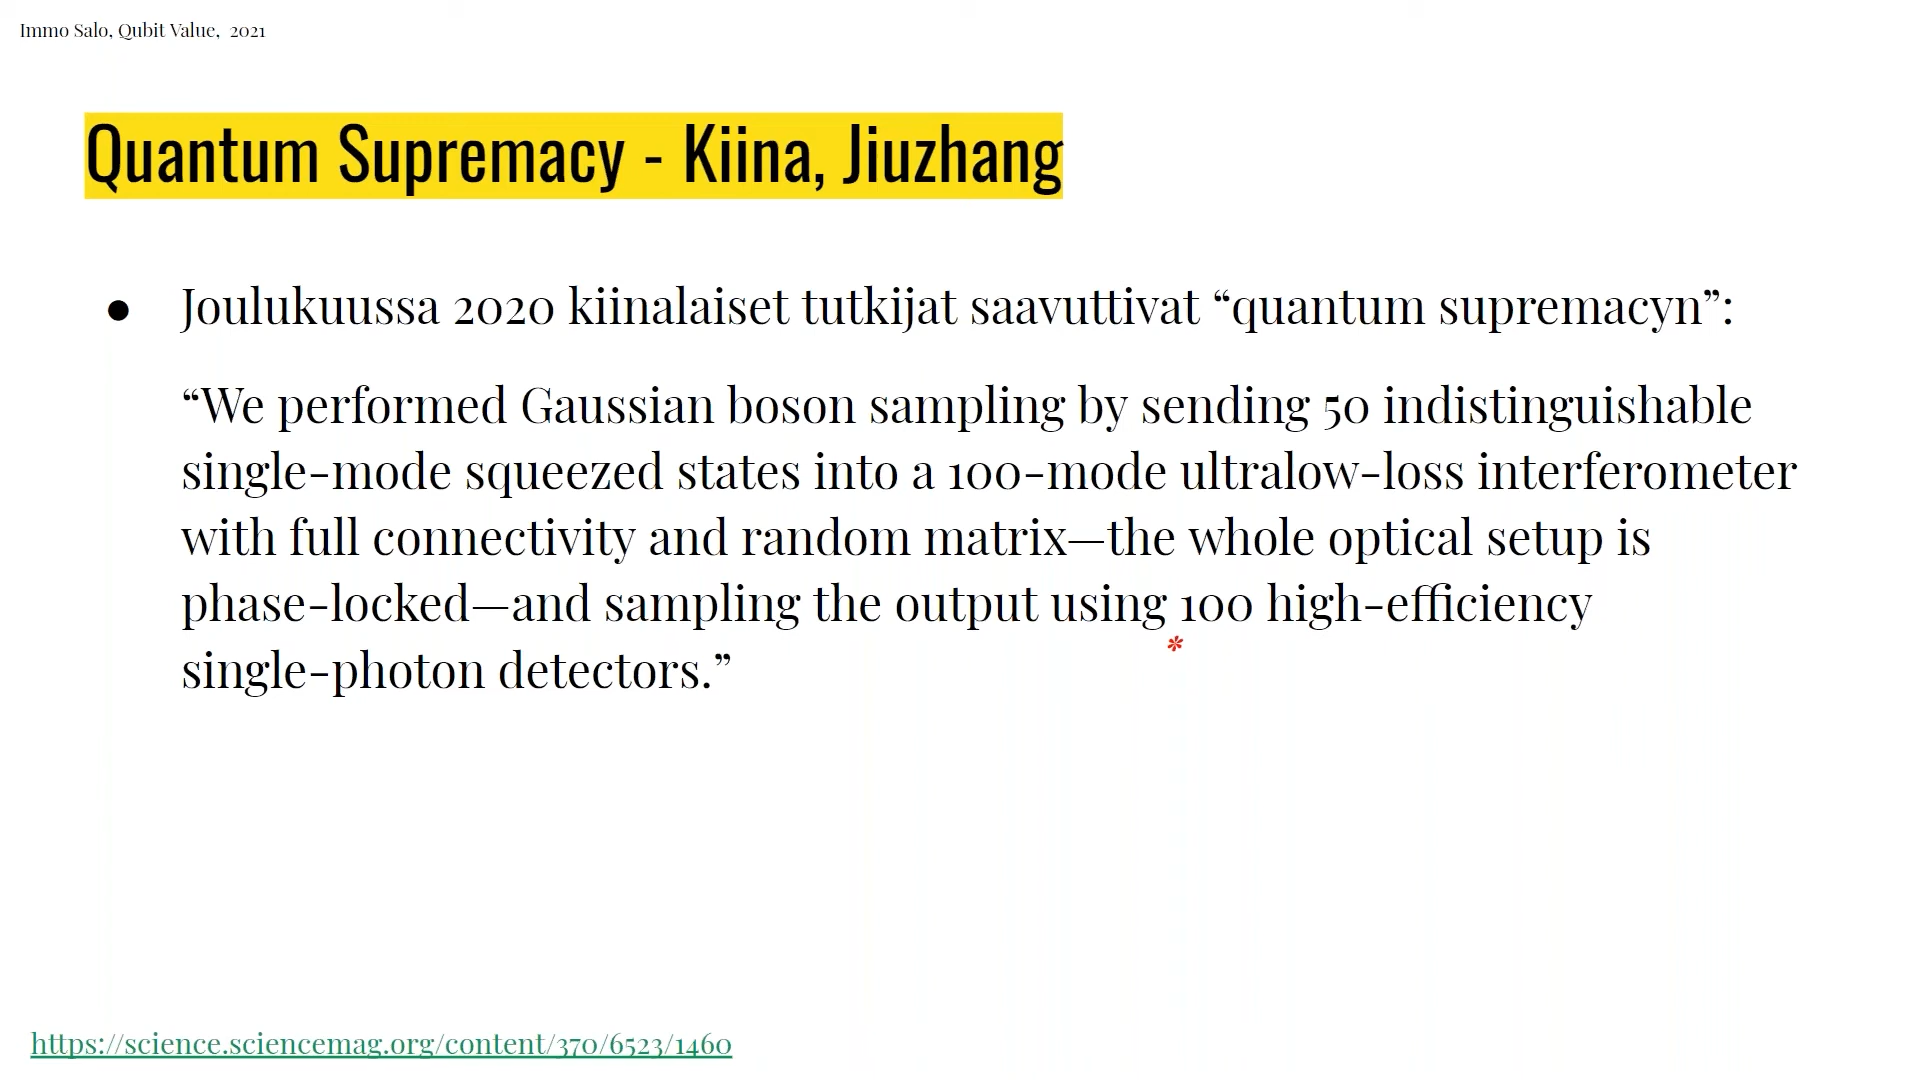 Immo Salo, Qubit Value, 2021
Quantum Supremacy - Kiina, Jiuzhang
● Joulukuussa 2020 kiinalaiset tutkijat saavuttivat “quantum supremacyn”:
“We performed Gaussian boson sampling by sending 50 indistinguishable
single-mode squeezed states into a 100-mode ultralow-loss interferometer
with full connectivity and random matrix—the whole optical setup is
phase-locked—and sampling the output using 100 high-efficiency
single-photon detectors.”
*
https://science.sciencemag.org/content/370/6523/1460